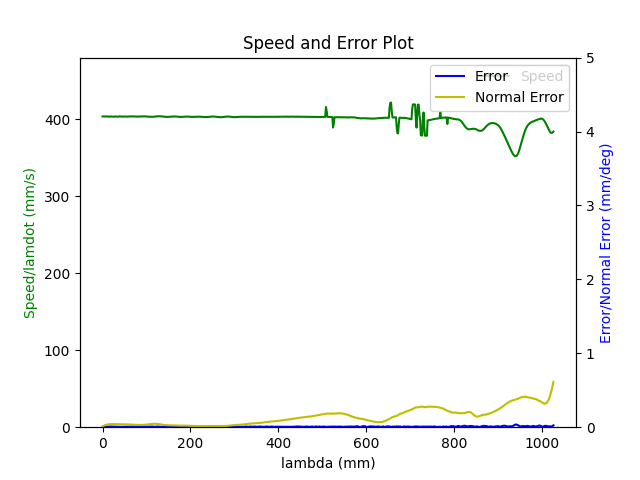 Speed and Error Plot
Speed
Error
Normal Error
Speed/lamdot (mm/s)
400
300
200
100
0
5
4
3
2
1
0
Error/Normal Error (mm/deg)
0 200 400 600 800 1000
lambda (mm)